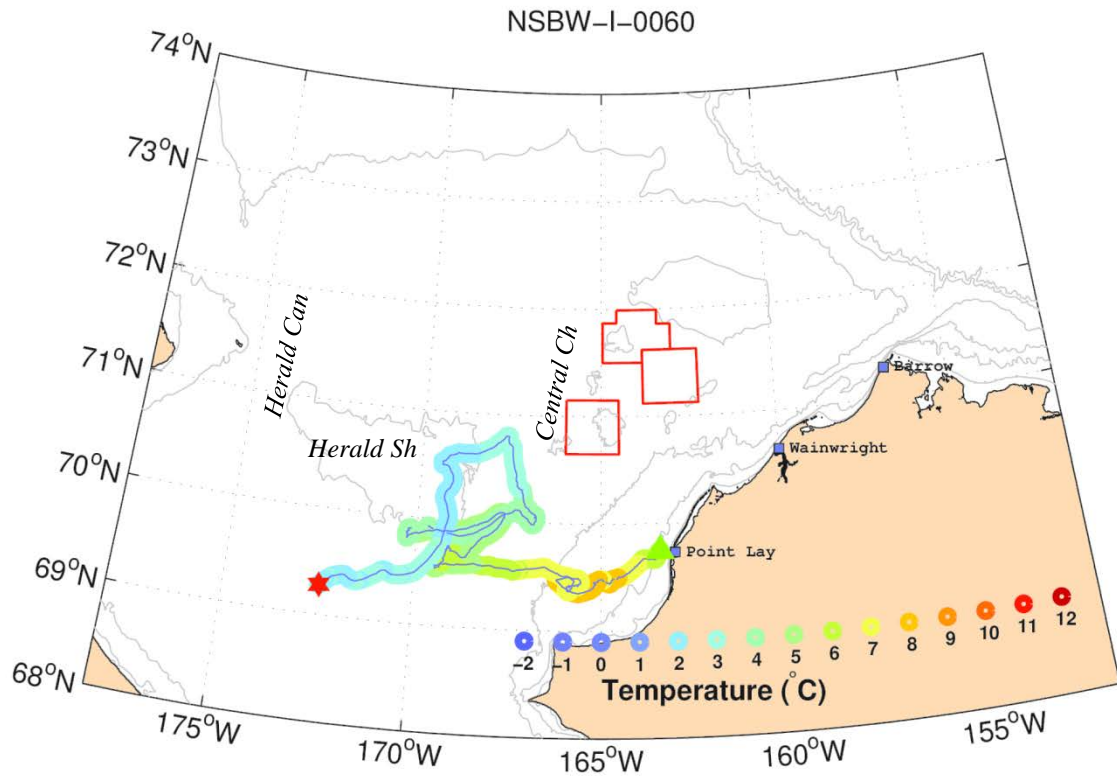 NSBW-I-0060
74°N
73°N
72°N
71°N
70°N
69°N
68°N
Herald Can
Central Ch
Herald Sh
Barrow
Wainwright
Point Lay
-2 -1 0 1 2 3 4 5 6 7 8 9 10 11 12
Temperature (°C)
175°W
170°W
165°W
160°W
155°W